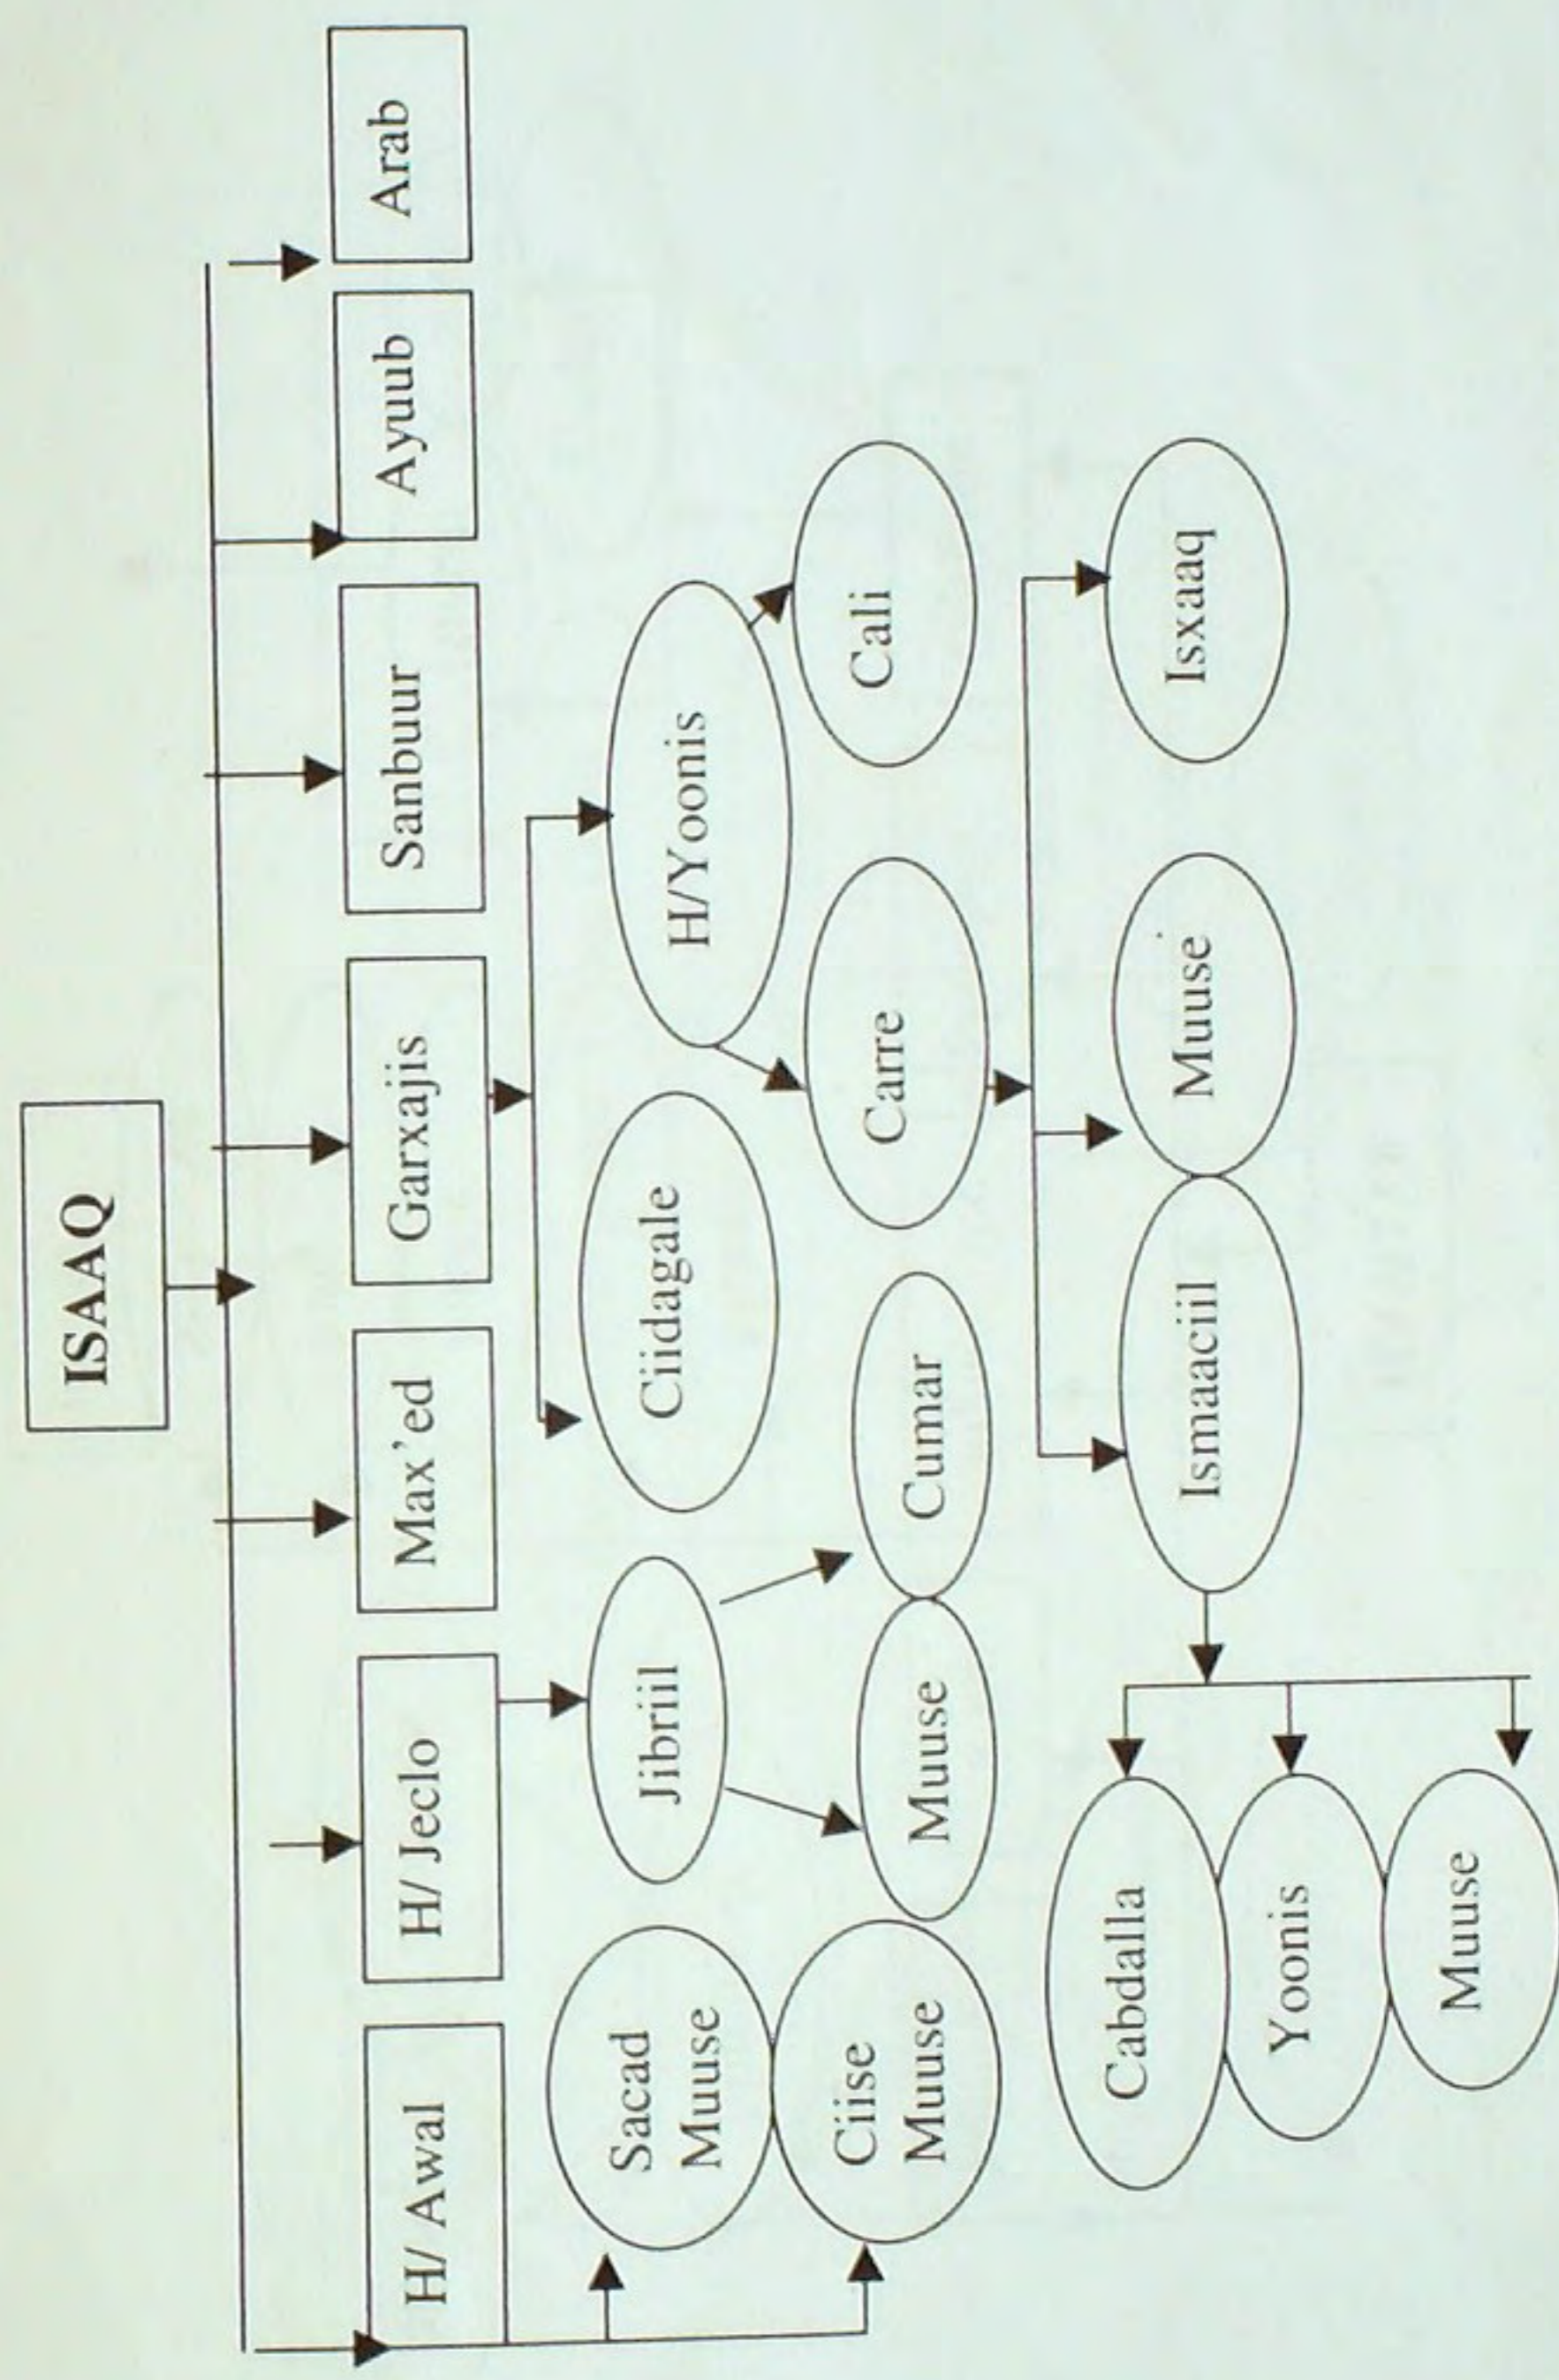 ISAAQ
H/ Awal
H/ Jeclo
Max'ed
Garxajis
Sanbuur
Ayuub
Arab
Sacad
Muuse
Jibriil
Ciidagale
H/Yoonis
Ciise
Muuse
Muuse
Cumar
Carre
Cali
Cabdalla
Yoonis
Muuse
Ismaaciil
Muuse
Isxaaq